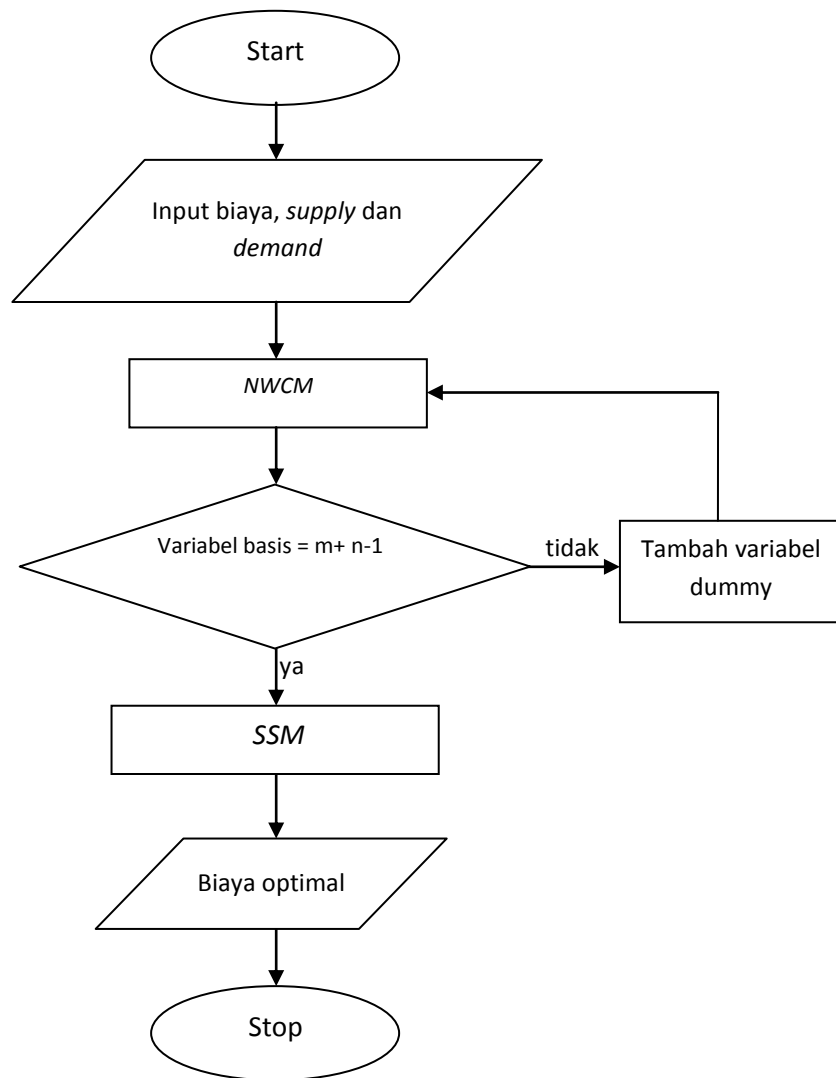 Start
Input biaya, supply dan
demand
NWCM
Variabel basis = m+ n-1
tidak
Tambah variabel
dummy
ya
SSM
Biaya optimal
Stop